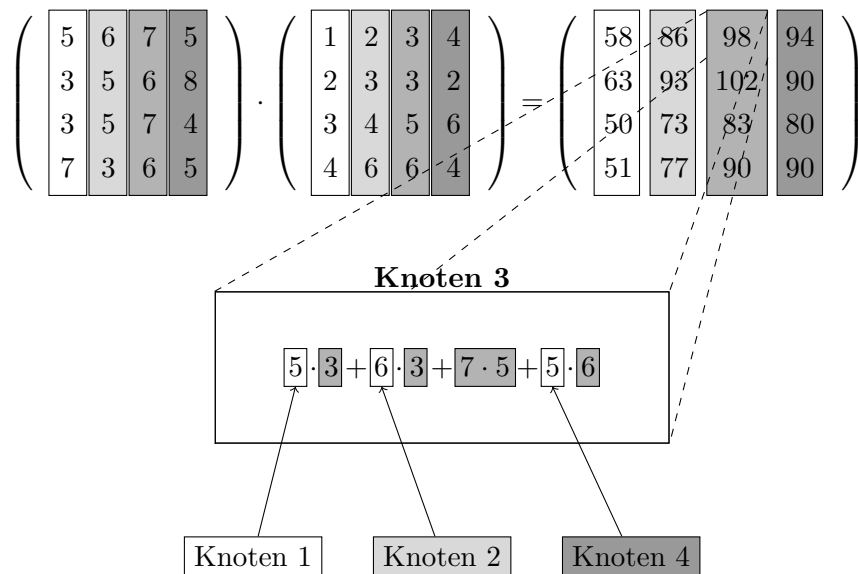 5 6 7 5 1 2 3 4 58 86 98 94
3 5 6 8 · 2 3 3 2 = 63 93 102 90
3 5 7 4 3 4 5 6 50 73 83 80
7 3 6 5 4 6 6 4 51 77 90 90
Knoten 3
5 · 3 + 6 · 3 + 7 · 5 + 5 · 6
Knoten 1 Knoten 2 Knoten 4